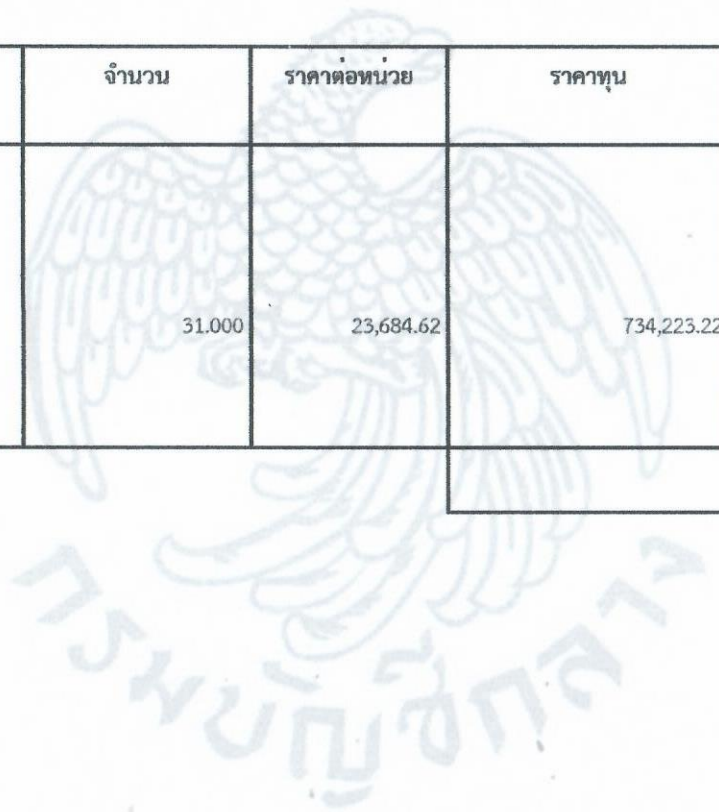 จำนวน ราคาต่อหน่วย ราคาทุน
31.000 23,684.62 734,223.22
กรมบัญชีกลาง